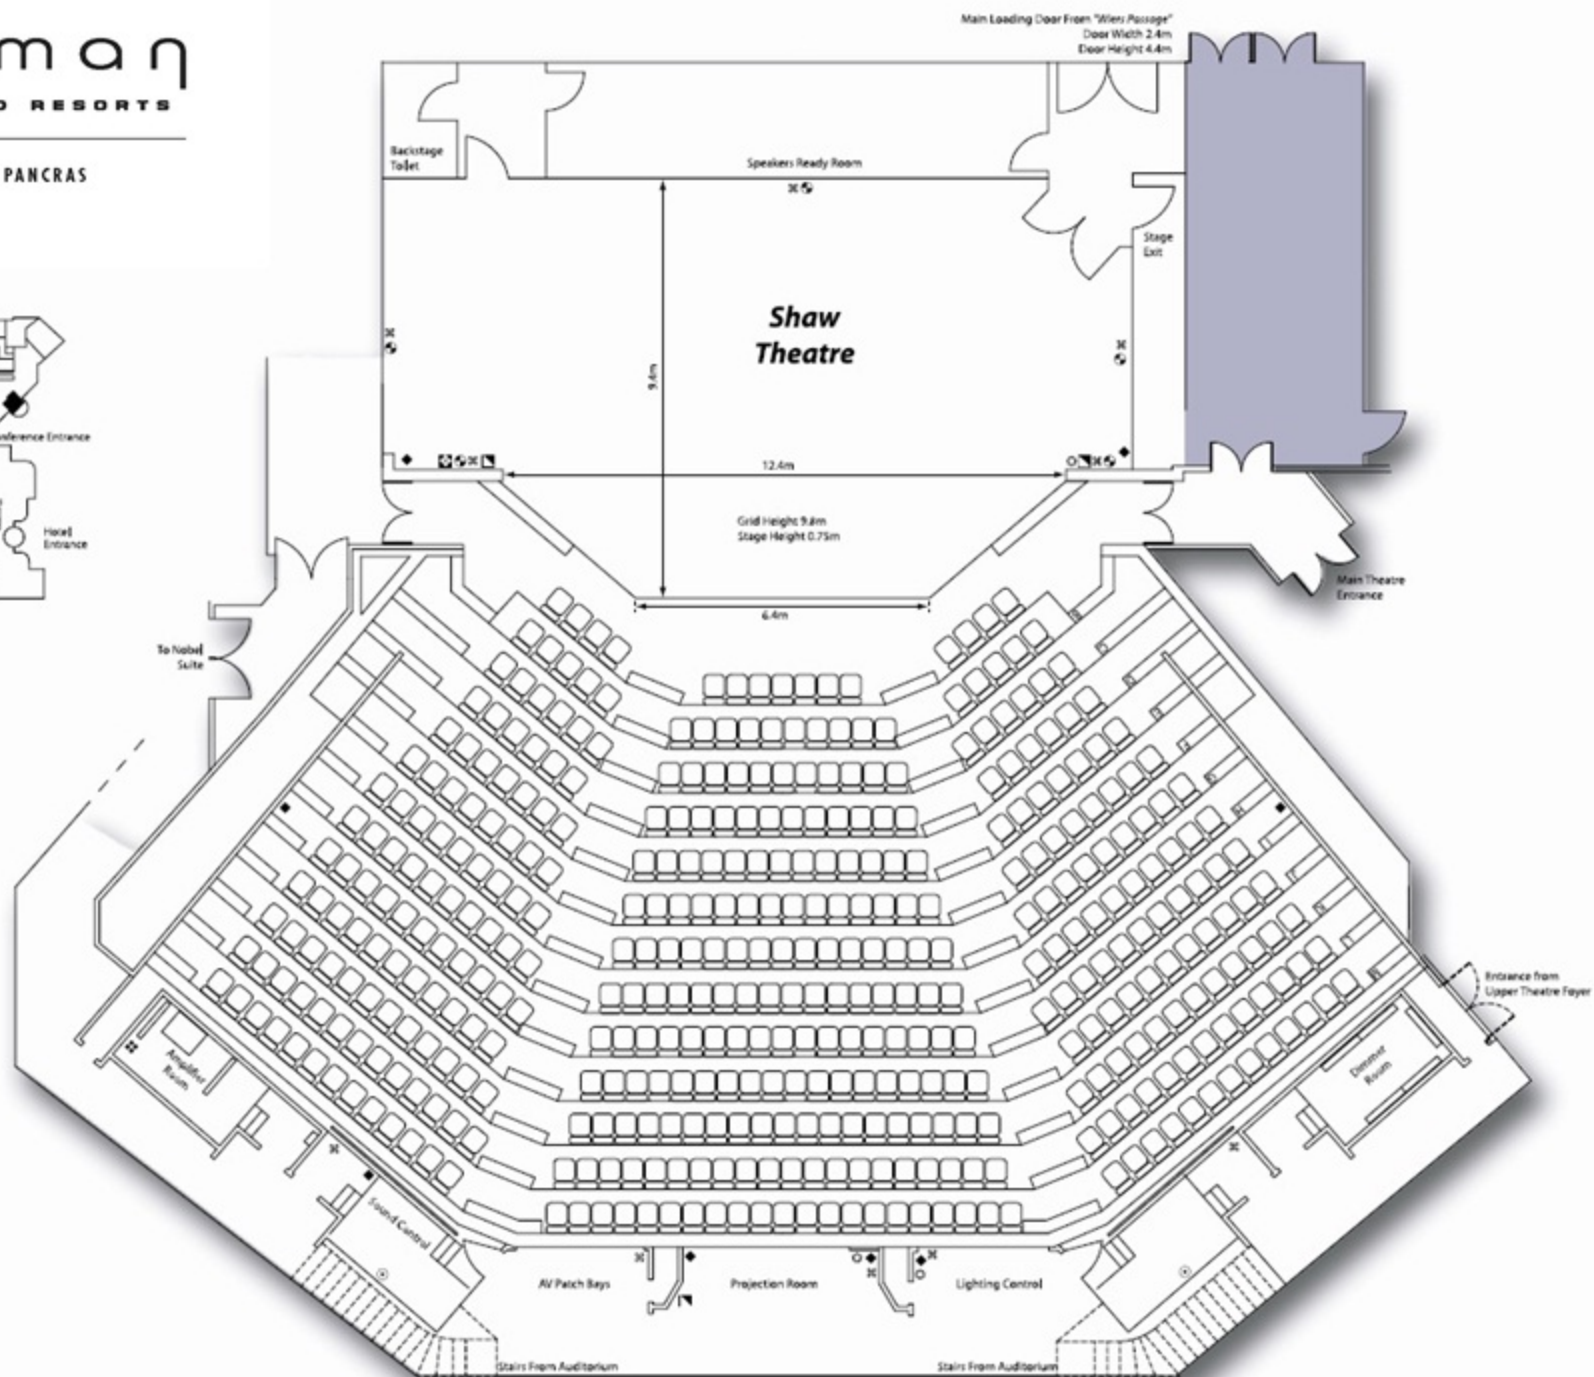 man
D RESORTS
PANCRAS
Main Loading Door From "Wiers Passage"
Door Width 2.4m
Door Height 4.4m
Backstage
Toilet
Speakers Ready Room
Stage
Exit
Shaw
Theatre
9.4m
12.4m
Grid Height 9.8m
Stage Height 0.75m
6.4m
nference Entrance
Hotel
Entrance
To Nobel
Suite
Main Theatre
Entrance
Entrance from
Upper Theatre Foyer
Amplifier
Room
Dimmer
Room
Sound Control
AV Patch Bays
Projection Room
Lighting Control
Stairs From Auditorium
Stairs From Auditorium